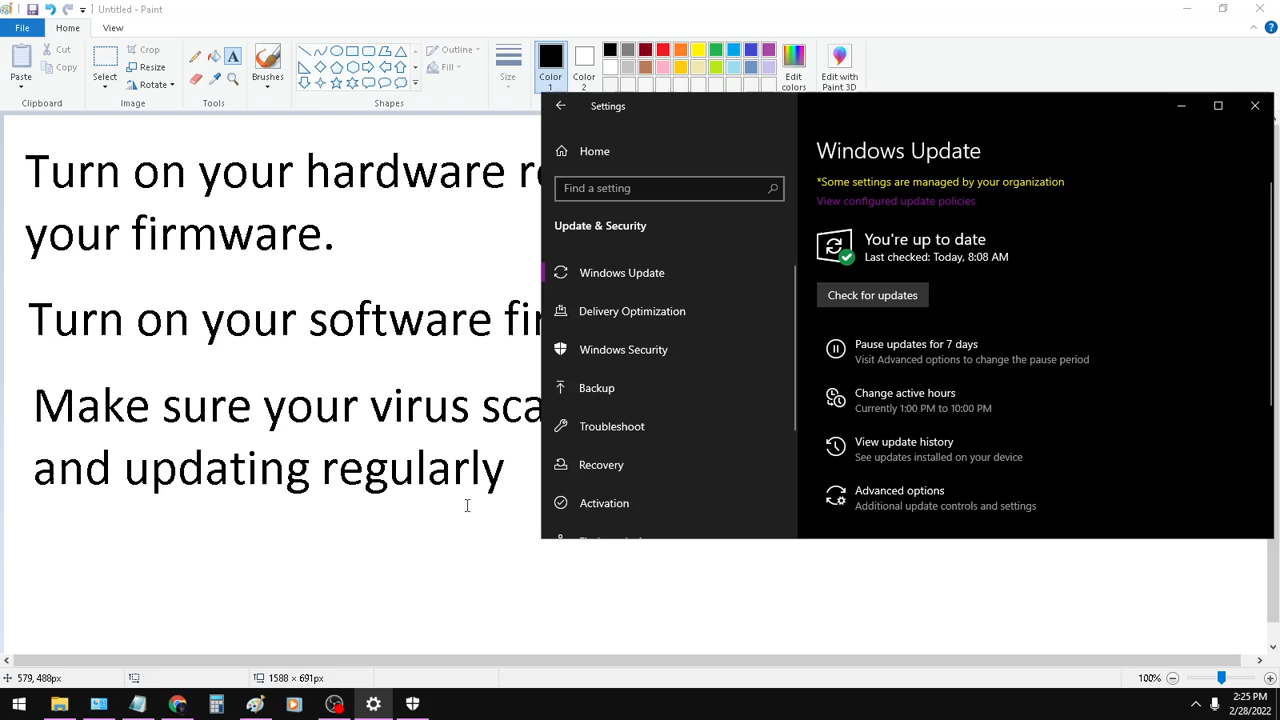 Untitled - Paint
File
Home
View
Paste
Cut
Copy
Clipboard
Select
Crop
Resize
Rotate
Image
A
Tools
Brushes
Shapes
Outline
Fill
Size
Color
1
Color
2
Edit
colors
Edit with
Paint 3D
Turn on your hardware
your firmware.
Turn on your software
Make sure your virus
and updating regularly
Settings
Home
Find a setting
Update & Security
Windows Update
Delivery Optimization
Windows Security
Backup
Troubleshoot
Recovery
Activation
Windows Update
*Some settings are managed by your organization
View configured update policies
You're up to date
Last checked: Today, 8:08 AM
Check for updates
Pause updates for 7 days
Visit Advanced options to change the pause period
Change active hours
Currently 1:00 PM to 10:00 PM
View update history
See updates installed on your device
Advanced options
Additional update controls and settings
579, 488px
1588 × 691px
100%
2:25 PM
2/28/2022